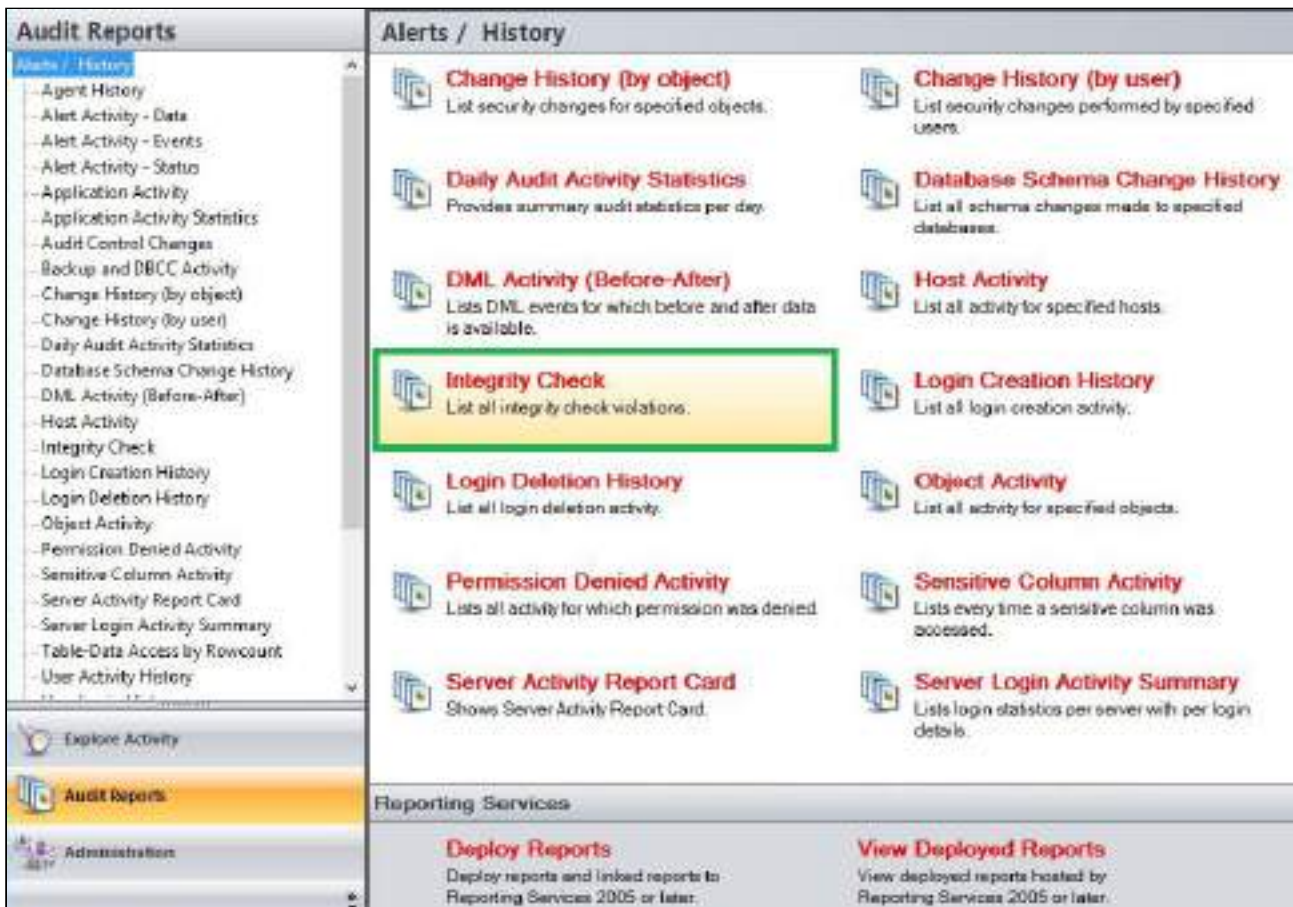 Audit Reports
Alerts / History
Agent History
Alert Activity - Data
Alert Activity - Events
Alert Activity - Status
Application Activity
Application Activity Statistics
Audit Control Changes
Backup and DBCC Activity
Change History (by object)
Change History (by user)
Daily Audit Activity Statistics
Database Schema Change History
DML Activity (Before-After)
Host Activity
Integrity Check
Login Creation History
Login Deletion History
Object Activity
Permission Denied Activity
Sensitive Column Activity
Server Activity Report Card
Server Login Activity Summary
Table-Data Access by Rowcount
User Activity History
Explore Activity
Audit Reports
Administration
Alerts / History
Change History (by object)
List security changes for specified objects.
Change History (by user)
List security changes performed by specified
users.
Daily Audit Activity Statistics
Provides summary audit statistics per day.
Database Schema Change History
List all schema changes made to specified
databases.
DML Activity (Before-After)
Lists DML events for which before and after data
is available.
Host Activity
List all activity for specified hosts.
Integrity Check
List all integrity check violations.
Login Creation History
List all login creation activity.
Login Deletion History
List all login deletion activity.
Object Activity
List all activity for specified objects.
Permission Denied Activity
Lists all activity for which permission was denied.
Sensitive Column Activity
Lists every time a sensitive column was
accessed.
Server Activity Report Card
Shows Server Activity Report Card.
Server Login Activity Summary
Lists login statistics per server with per login
details.
Reporting Services
Deploy Reports
Deploy reports and linked reports to
Reporting Services 2005 or later.
View Deployed Reports
View deployed reports hosted by
Reporting Services 2005 or later.